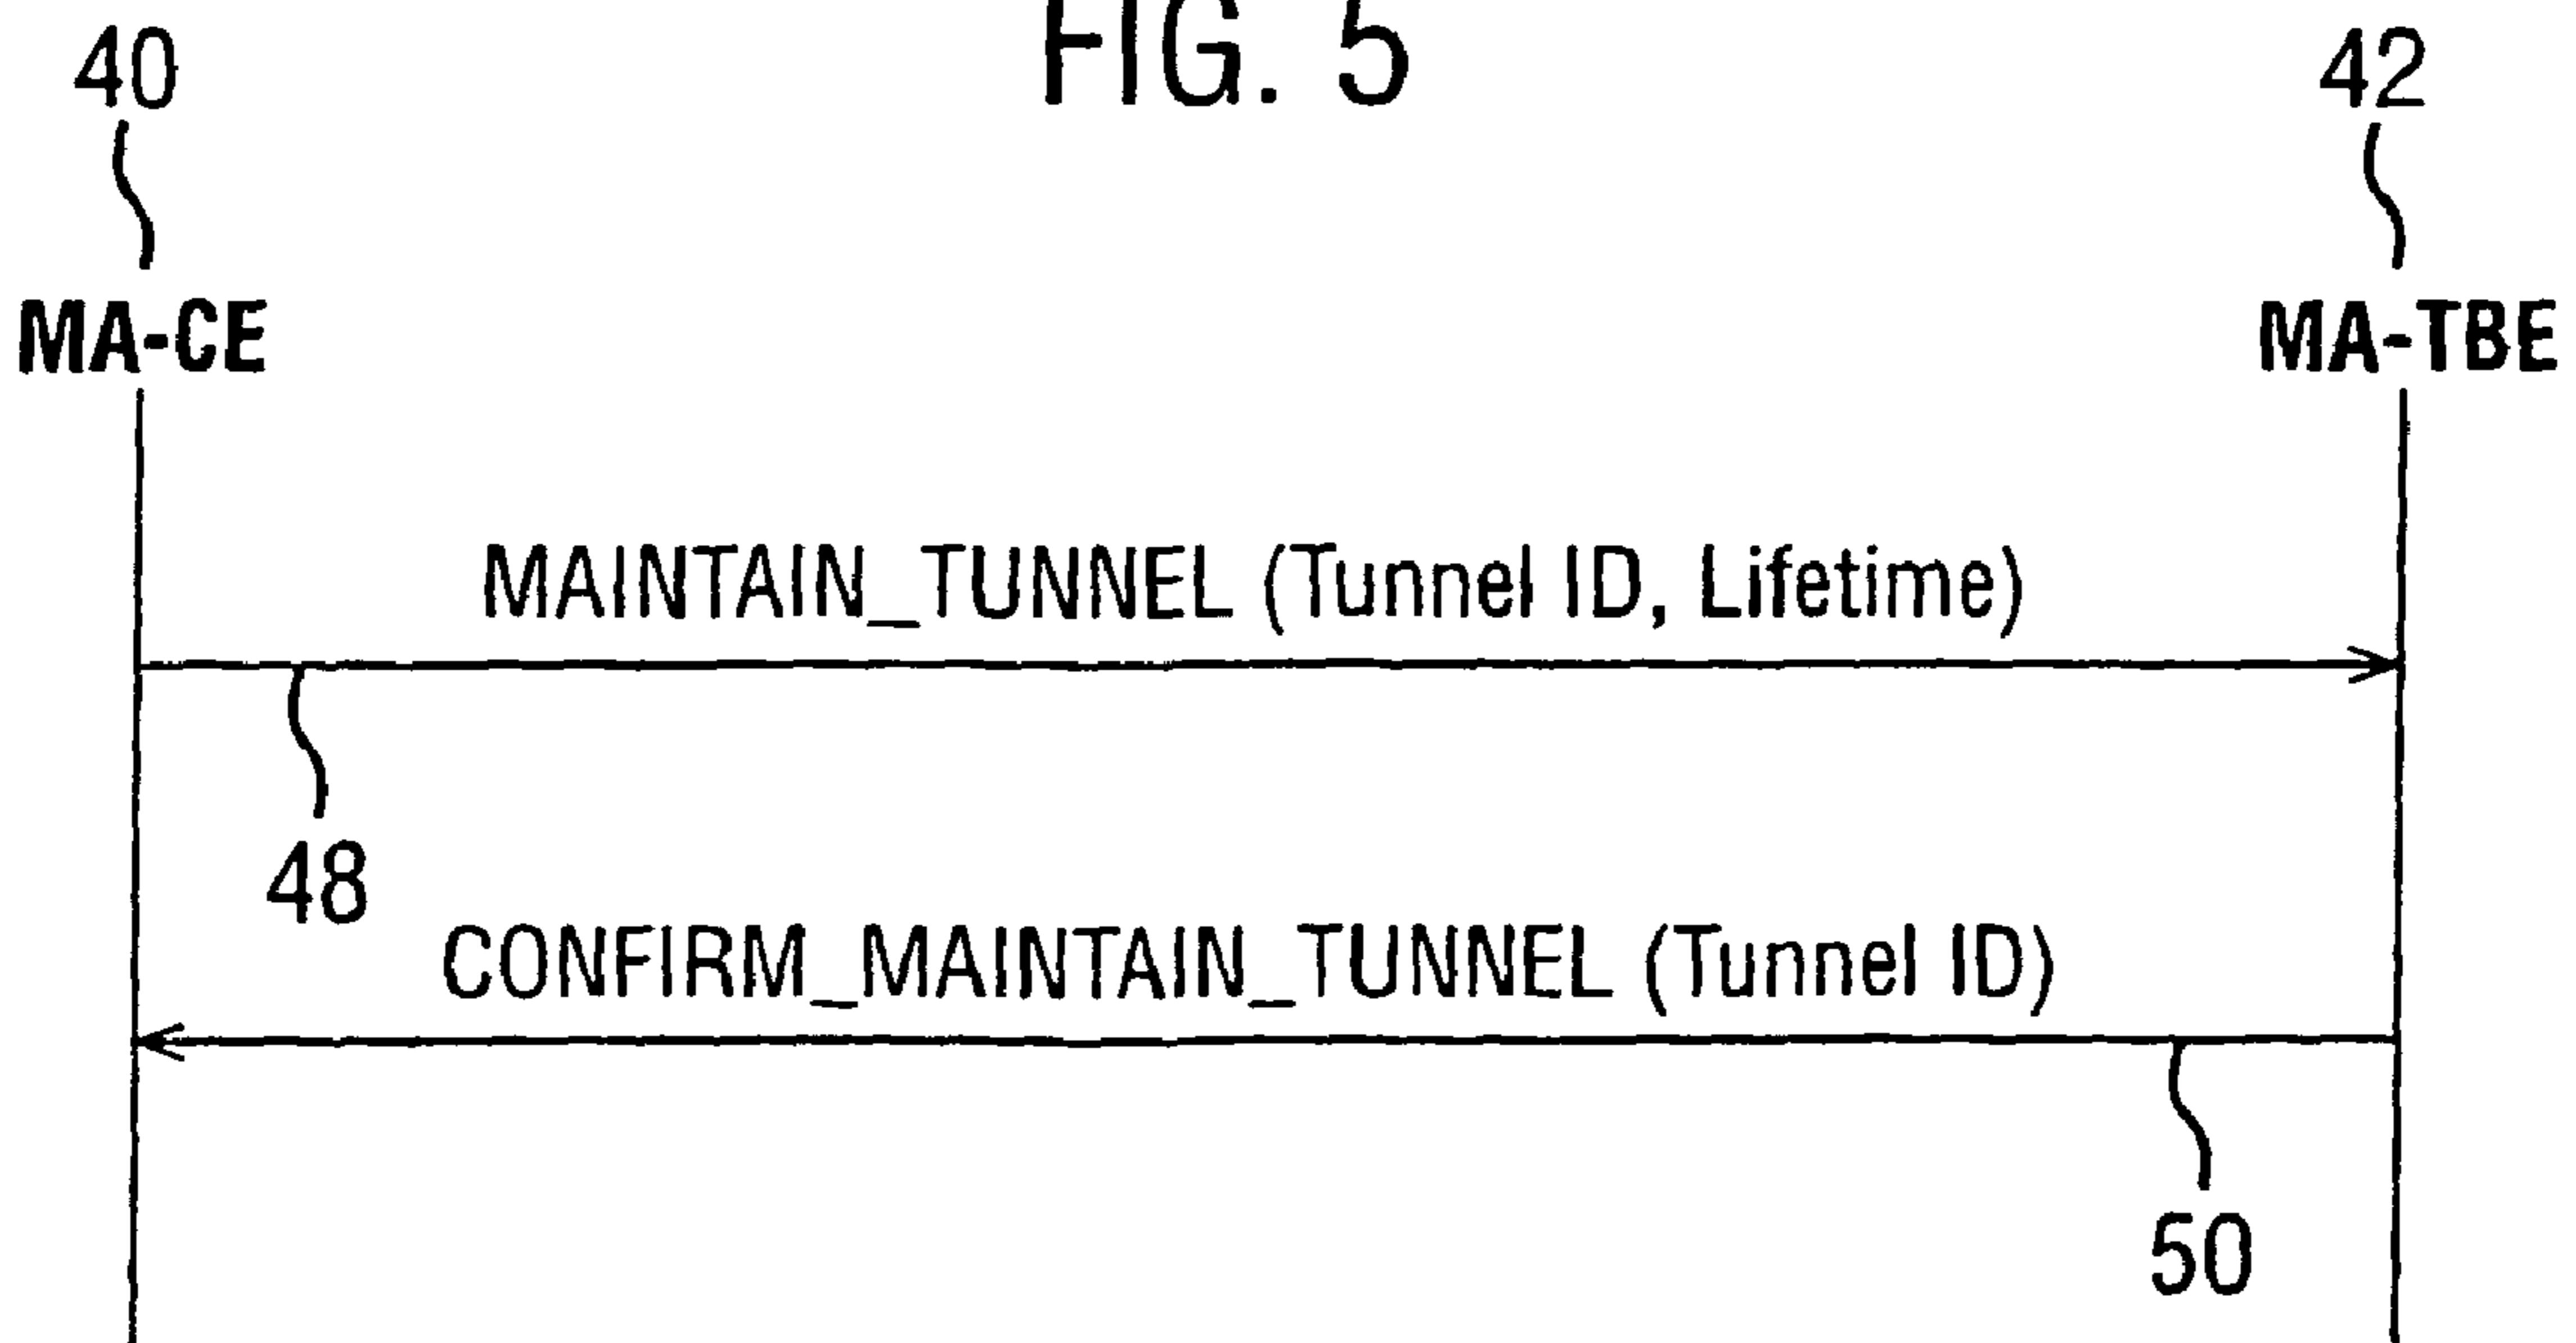 FIG. 5
40
42
MA-CE
MA-TBE
MAINTAIN_TUNNEL (Tunnel ID, Lifetime)
48
CONFIRM_MAINTAIN_TUNNEL (Tunnel ID)
50